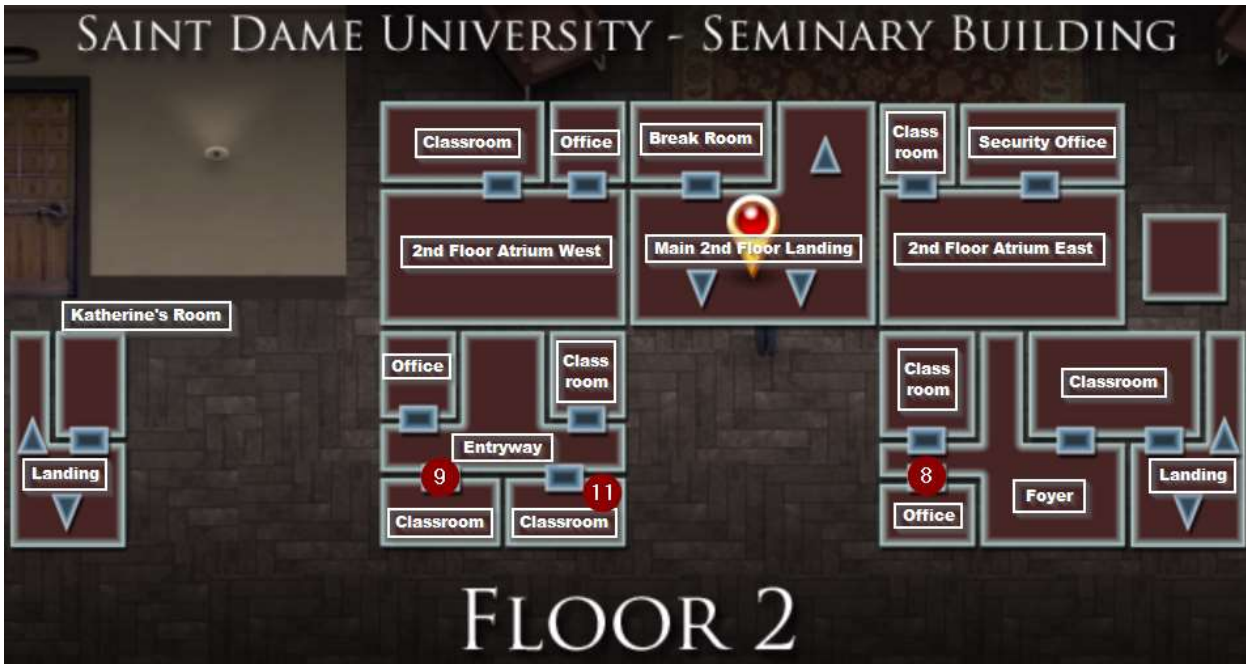 SAINT DAME UNIVERSITY - SEMINARY BUILDING
Classroom
Office
Break Room
Class
room
Security Office
2nd Floor Atrium West
Main 2nd Floor Landing
2nd Floor Atrium East
Katherine's Room
Office
Class
room
Class
room
Classroom
Entryway
Landing
9
11
8
Landing
Foyer
Classroom
Classroom
Office
FLOOR 2